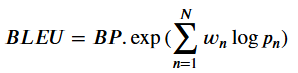 BLEU = BP. exp (∑_{n=1}^{N} w_n log p_n)